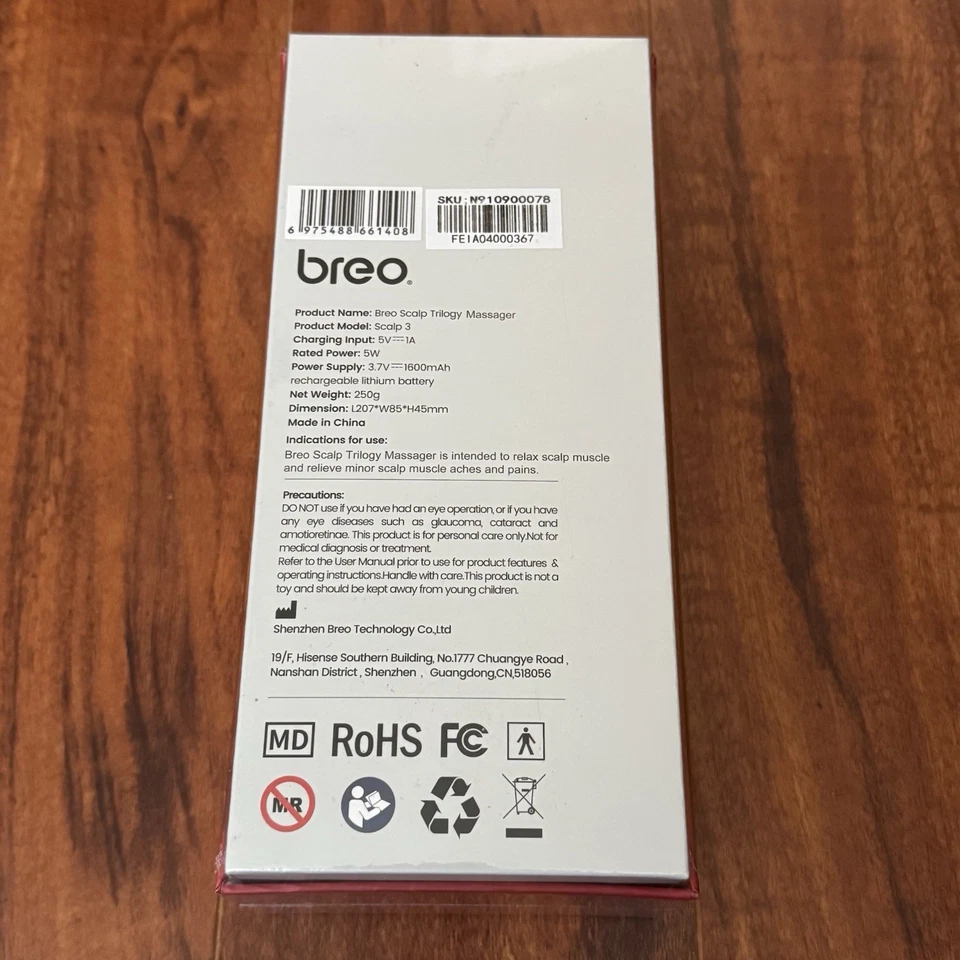 6 975488 661408
SKU : №10900078
FE1A04000367
breo®
Product Name: Breo Scalp Trilogy Massager
Product Model: Scalp 3
Charging Input: 5V⎓1A
Rated Power: 5W
Power Supply: 3.7V⎓1600mAh
rechargeable lithium battery
Net Weight: 250g
Dimension: L207*W85*H45mm
Made in China
Indications for use:
Breo Scalp Trilogy Massager is intended to relax scalp muscle
and relieve minor scalp muscle aches and pains.
Precautions:
DO NOT use if you have had an eye operation, or if you have
any eye diseases such as glaucoma, cataract and
amotioretinae. This product is for personal care only.Not for
medical diagnosis or treatment.
Refer to the User Manual prior to use for product features &
operating instructions.Handle with care.This product is not a
toy and should be kept away from young children.
Shenzhen Breo Technology Co.,Ltd
19/F, Hisense Southern Building, No.1777 Chuangye Road ,
Nanshan District , Shenzhen , Guangdong,CN,518056
MD RoHS FC
MR